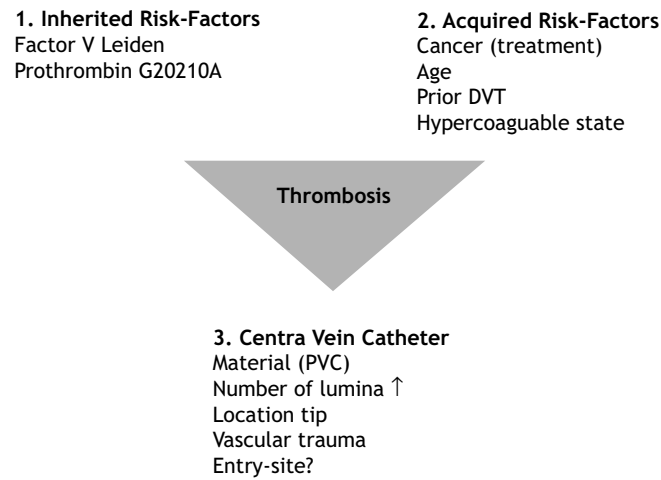 1. Inherited Risk-Factors
Factor V Leiden
Prothrombin G20210A
2. Acquired Risk-Factors
Cancer (treatment)
Age
Prior DVT
Hypercoaguable state
Thrombosis
3. Centra Vein Catheter
Material (PVC)
Number of lumina ↑
Location tip
Vascular trauma
Entry-site?